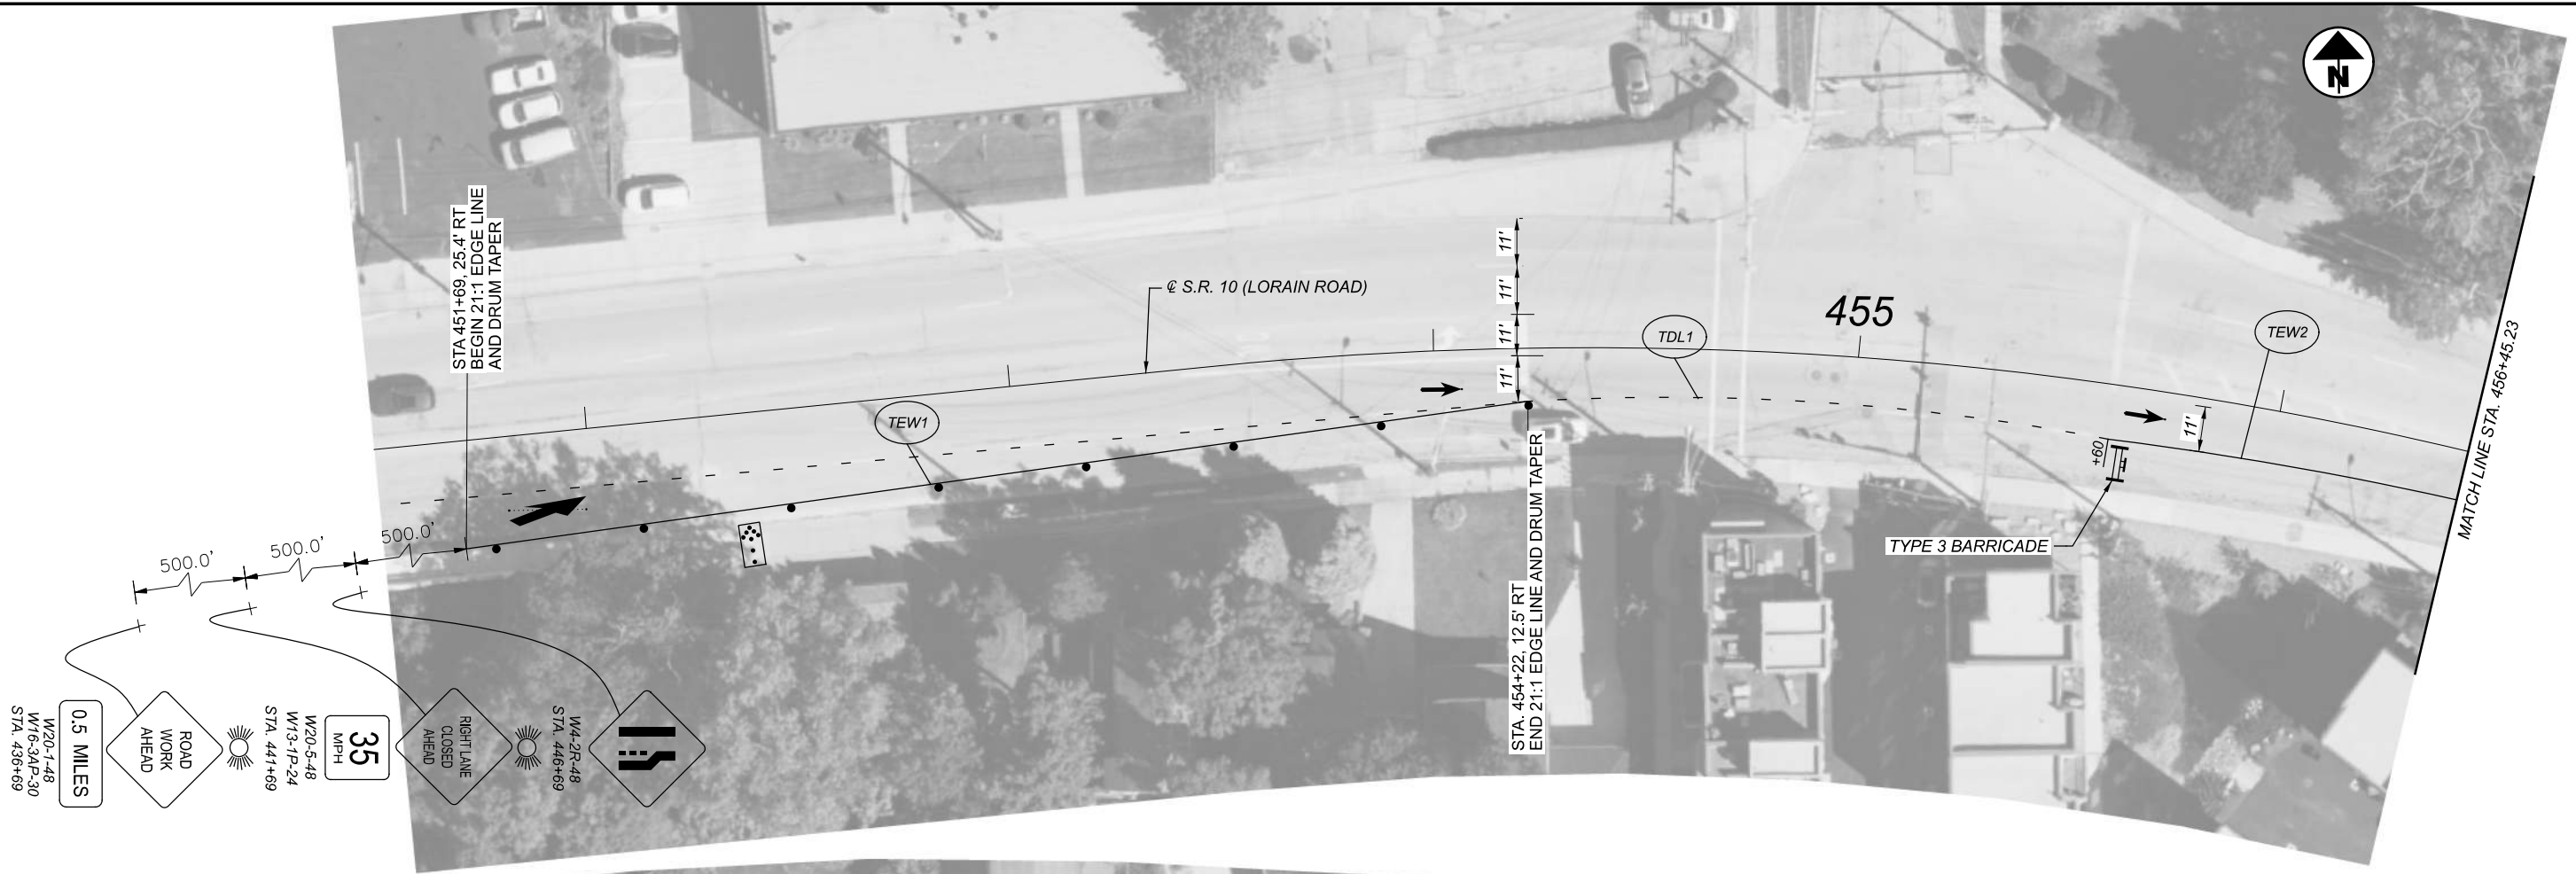 N
STA 451+69, 25.4' RT
BEGIN 21:1 EDGE LINE
AND DRUM TAPER
℄ S.R. 10 (LORAIN ROAD)
11'
11'
11'
11'
455
TDL1
TEW2
TEW1
11'
+60
MATCH LINE STA. 456+45.23
TYPE 3 BARRICADE
STA. 454+22, 12.5' RT
END 21:1 EDGE LINE AND DRUM TAPER
500.0'
500.0'
500.0'
W4-2R-48
STA. 446+69
RIGHT LANE
CLOSED
AHEAD
35
MPH
W20-5-48
W13-1P-24
STA. 441+69
ROAD
WORK
AHEAD
0.5 MILES
W20-1-48
W16-3AP-30
STA. 436+69